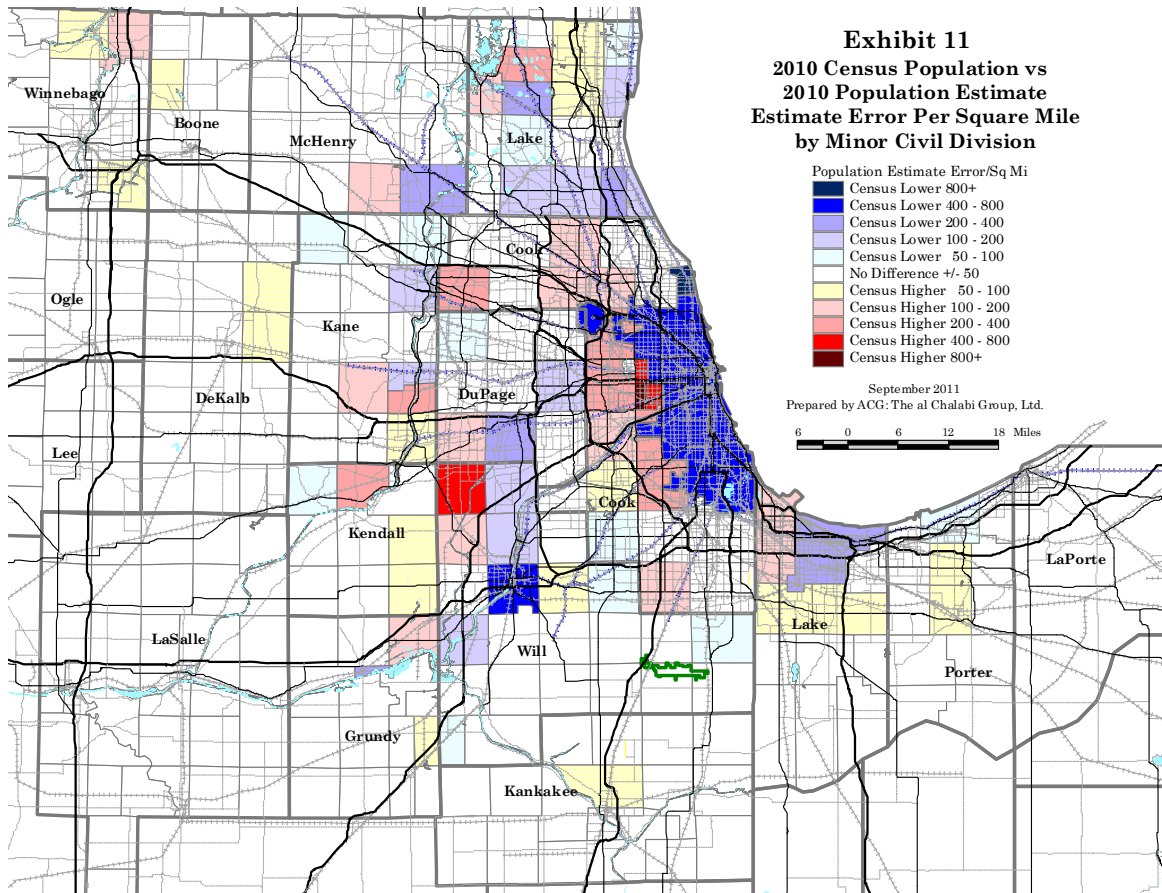 Exhibit 11
2010 Census Population vs
2010 Population Estimate
Estimate Error Per Square Mile
by Minor Civil Division
Population Estimate Error/Sq Mi
Census Lower 800+
Census Lower 400 - 800
Census Lower 200 - 400
Census Lower 100 - 200
Census Lower 50 - 100
No Difference +/- 50
Census Higher 50 - 100
Census Higher 100 - 200
Census Higher 200 - 400
Census Higher 400 - 800
Census Higher 800+
September 2011
Prepared by ACG: The al Chalabi Group, Ltd.
6 0 6 12 18 Miles
Winnebago
Boone
McHenry
Lake
Cook
Ogle
Kane
DeKalb
DuPage
Lee
Cook
Kendall
LaPorte
LaSalle
Will
Lake
Porter
Grundy
Kankakee